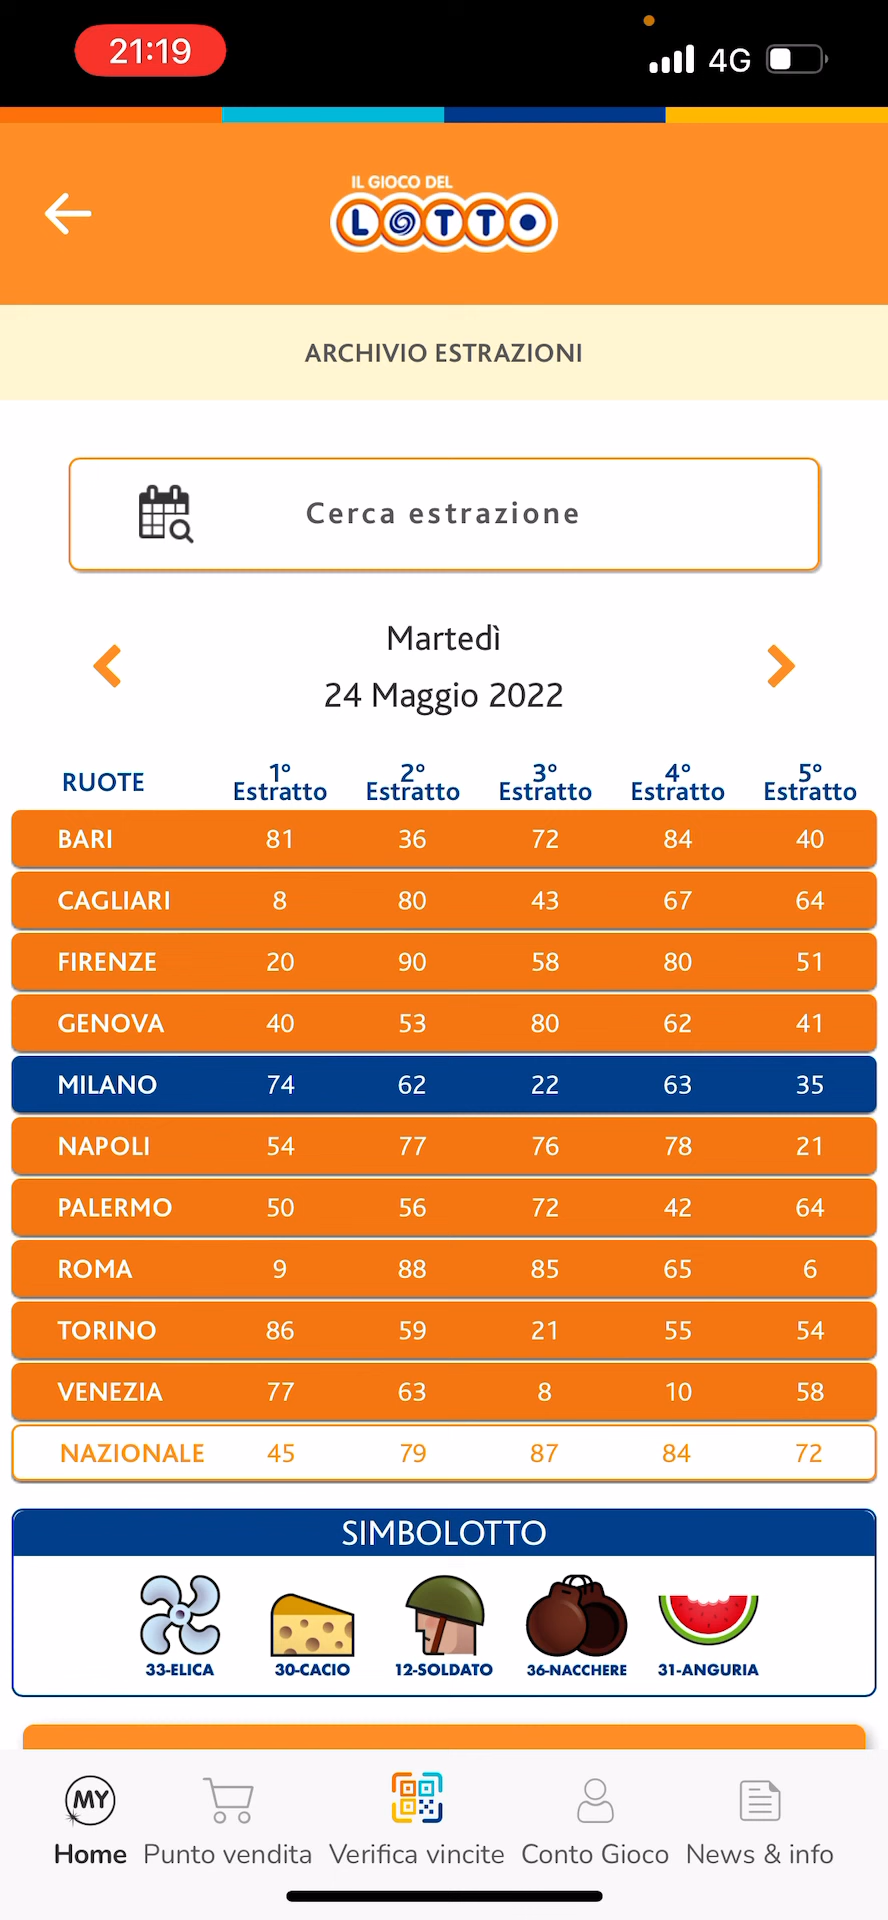 21:19
4G
IL GIOCO DEL
LOTTO
ARCHIVIO ESTRAZIONI
Cerca estrazione
Martedì
24 Maggio 2022
RUOTE 1° Estratto 2° Estratto 3° Estratto 4° Estratto 5° Estratto
BARI 81 36 72 84 40
CAGLIARI 8 80 43 67 64
FIRENZE 20 90 58 80 51
GENOVA 40 53 80 62 41
MILANO 74 62 22 63 35
NAPOLI 54 77 76 78 21
PALERMO 50 56 72 42 64
ROMA 9 88 85 65 6
TORINO 86 59 21 55 54
VENEZIA 77 63 8 10 58
NAZIONALE 45 79 87 84 72
SIMBOLOTTO
33-ELICA 30-CACIO 12-SOLDATO 36-NACCHERE 31-ANGURIA
MY
Home Punto vendita Verifica vincite Conto Gioco News & info